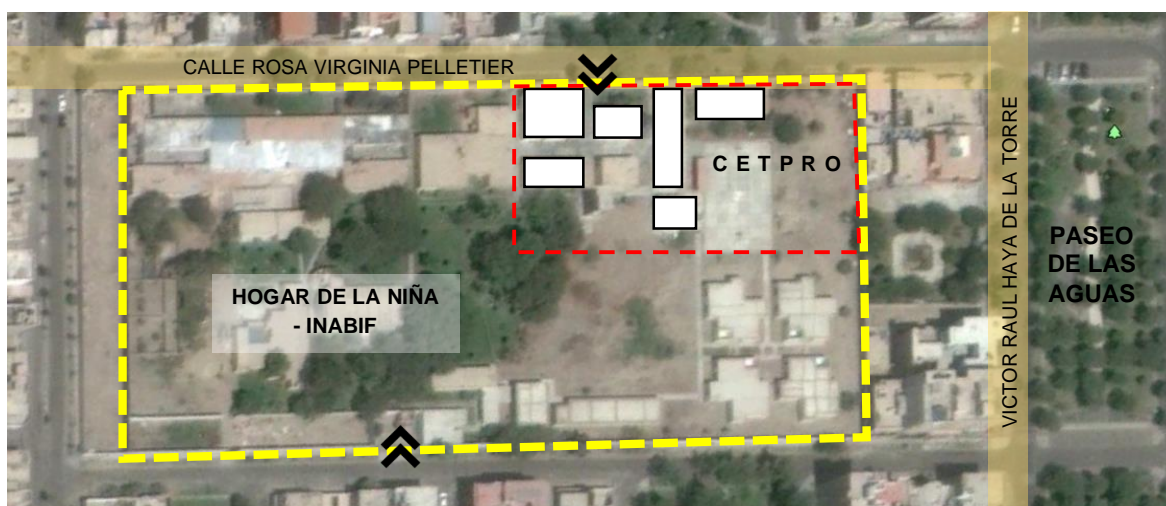 CALLE ROSA VIRGINIA PELLETIER
CETPRO
HOGAR DE LA NIÑA
- INABIF
VICTOR RAUL HAYA DE LA TORRE
PASEO
DE LAS
AGUAS